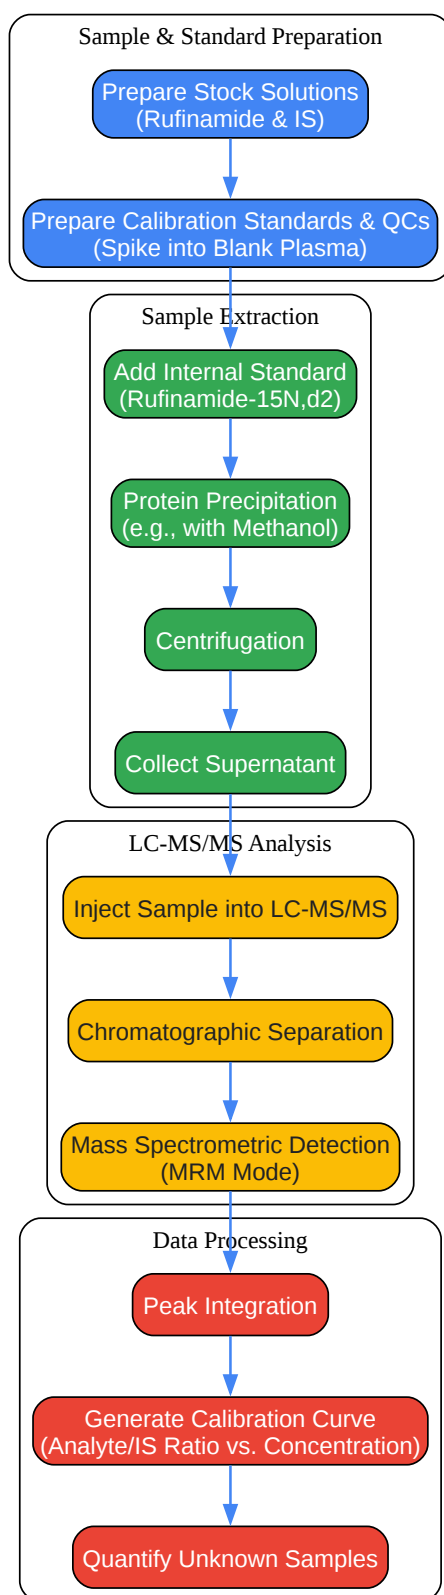 Sample & Standard Preparation
Prepare Stock Solutions
(Rufinamide & IS)
Prepare Calibration Standards & QCs
(Spike into Blank Plasma)
Sample Extraction
Add Internal Standard
(Rufinamide-15N,d2)
Protein Precipitation
(e.g., with Methanol)
Centrifugation
Collect Supernatant
LC-MS/MS Analysis
Inject Sample into LC-MS/MS
Chromatographic Separation
Mass Spectrometric Detection
(MRM Mode)
Data Processing
Peak Integration
Generate Calibration Curve
(Analyte/IS Ratio vs. Concentration)
Quantify Unknown Samples